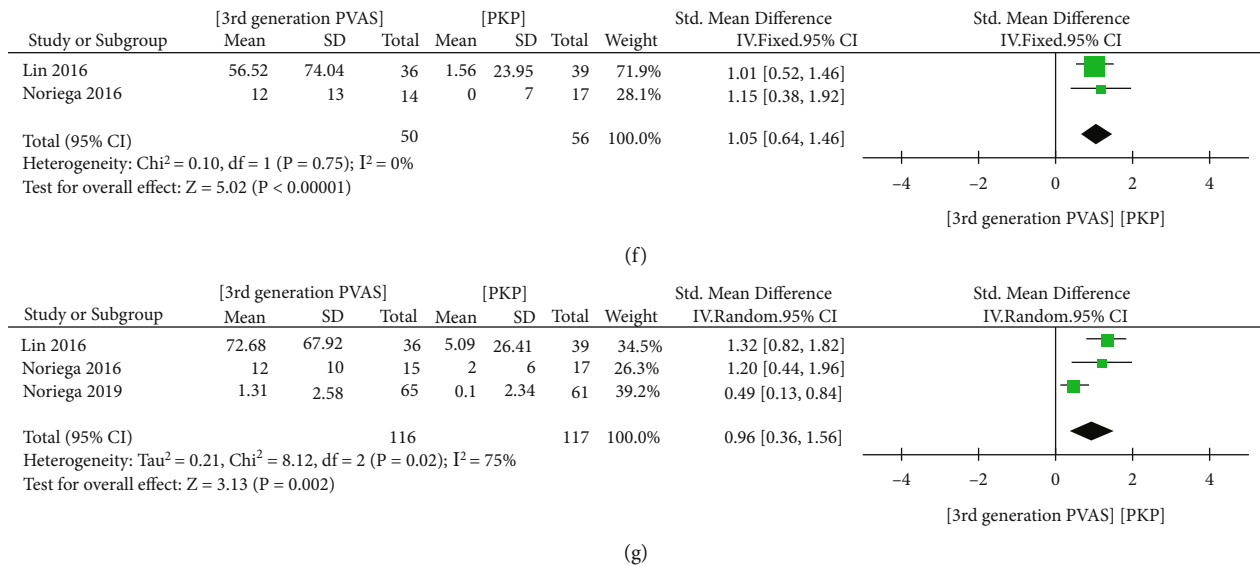 [3rd generation PVAS] [PKP] Std. Mean Difference Std. Mean Difference
Study or Subgroup Mean SD Total Mean SD Total Weight IV.Fixed.95% CI IV.Fixed.95% CI
Lin 2016 56.52 74.04 36 1.56 23.95 39 71.9% 1.01 [0.52, 1.46]
Noriega 2016 12 13 14 0 7 17 28.1% 1.15 [0.38, 1.92]
Total (95% CI) 50 56 100.0% 1.05 [0.64, 1.46]
Heterogeneity: Chi² = 0.10, df = 1 (P = 0.75); I² = 0%
Test for overall effect: Z = 5.02 (P < 0.00001)
−4 −2 0 2 4
[3rd generation PVAS] [PKP]
(f)
[3rd generation PVAS] [PKP] Std. Mean Difference Std. Mean Difference
Study or Subgroup Mean SD Total Mean SD Total Weight IV.Random.95% CI IV.Random.95% CI
Lin 2016 72.68 67.92 36 5.09 26.41 39 34.5% 1.32 [0.82, 1.82]
Noriega 2016 12 10 15 2 6 17 26.3% 1.20 [0.44, 1.96]
Noriega 2019 1.31 2.58 65 0.1 2.34 61 39.2% 0.49 [0.13, 0.84]
Total (95% CI) 116 117 100.0% 0.96 [0.36, 1.56]
Heterogeneity: Tau² = 0.21, Chi² = 8.12, df = 2 (P = 0.02); I² = 75%
Test for overall effect: Z = 3.13 (P = 0.002)
−4 −2 0 2 4
[3rd generation PVAS] [PKP]
(g)